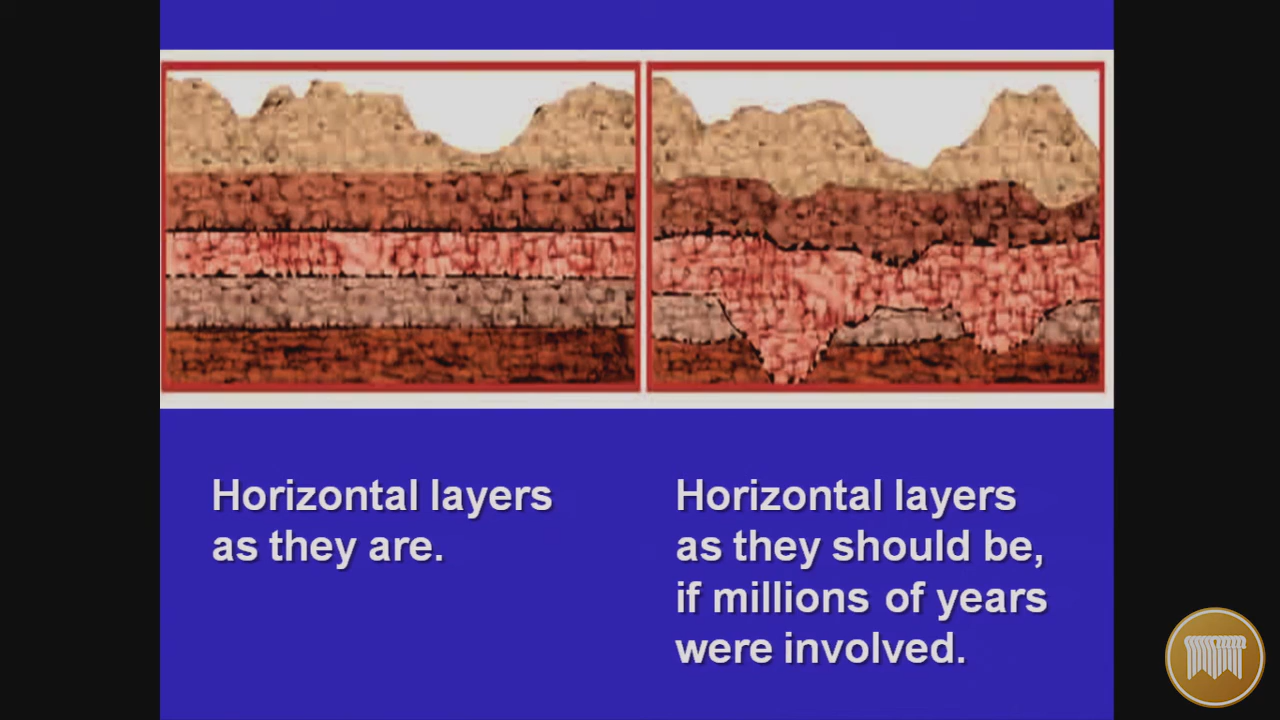 Horizontal layers
as they are.
Horizontal layers
as they should be,
if millions of years
were involved.